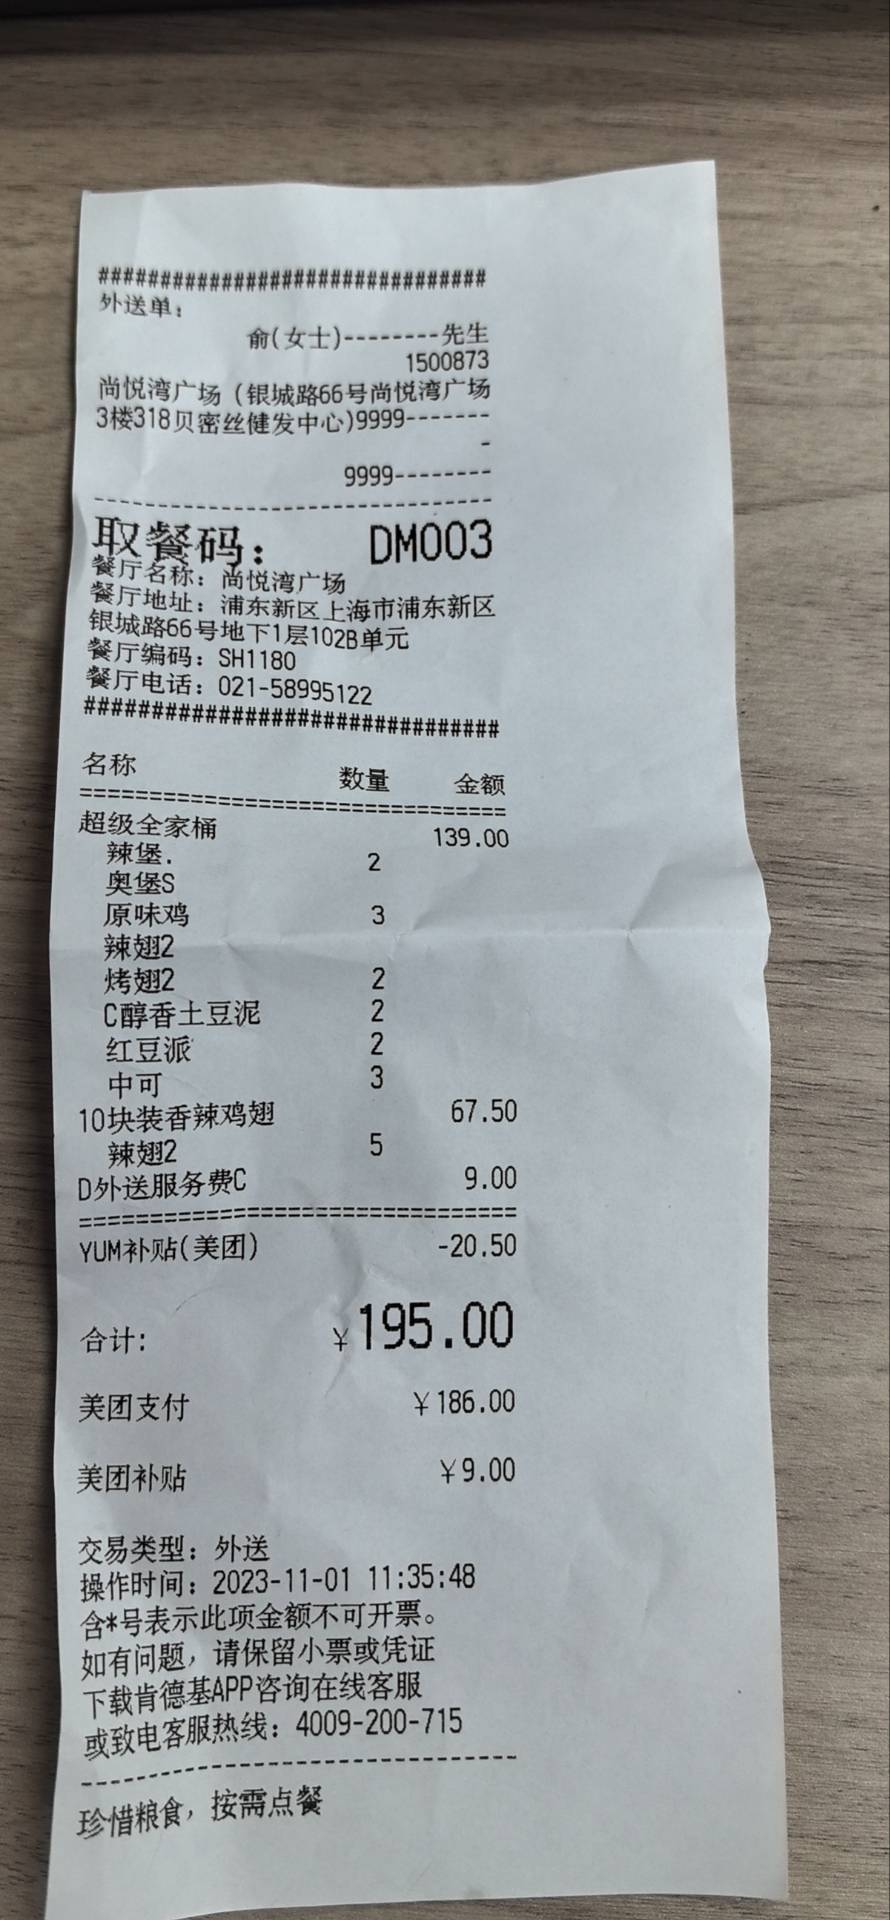 ################################
外送单：
俞(女士)--------先生
1500873
尚悦湾广场（银城路66号尚悦湾广场
3楼318贝密丝健发中心)9999-------
-
9999--------
--------------------------------
取餐码： DM003
餐厅名称：尚悦湾广场
餐厅地址：浦东新区上海市浦东新区
银城路66号地下1层102B单元
餐厅编码：SH1180
餐厅电话：021-58995122
################################
名称 数量 金额
================================
超级全家桶 139.00
辣堡. 2
奥堡S
原味鸡 3
辣翅2
烤翅2 2
C醇香土豆泥 2
红豆派 2
中可 3
10块装香辣鸡翅 67.50
辣翅2 5
D外送服务费C 9.00
================================
YUM补贴(美团) -20.50
合计: ￥195.00
美团支付 ￥186.00
美团补贴 ￥9.00
交易类型：外送
操作时间：2023-11-01 11:35:48
含*号表示此项金额不可开票。
如有问题，请保留小票或凭证
下载肯德基APP咨询在线客服
或致电客服热线：4009-200-715
--------------------------------
珍惜粮食，按需点餐